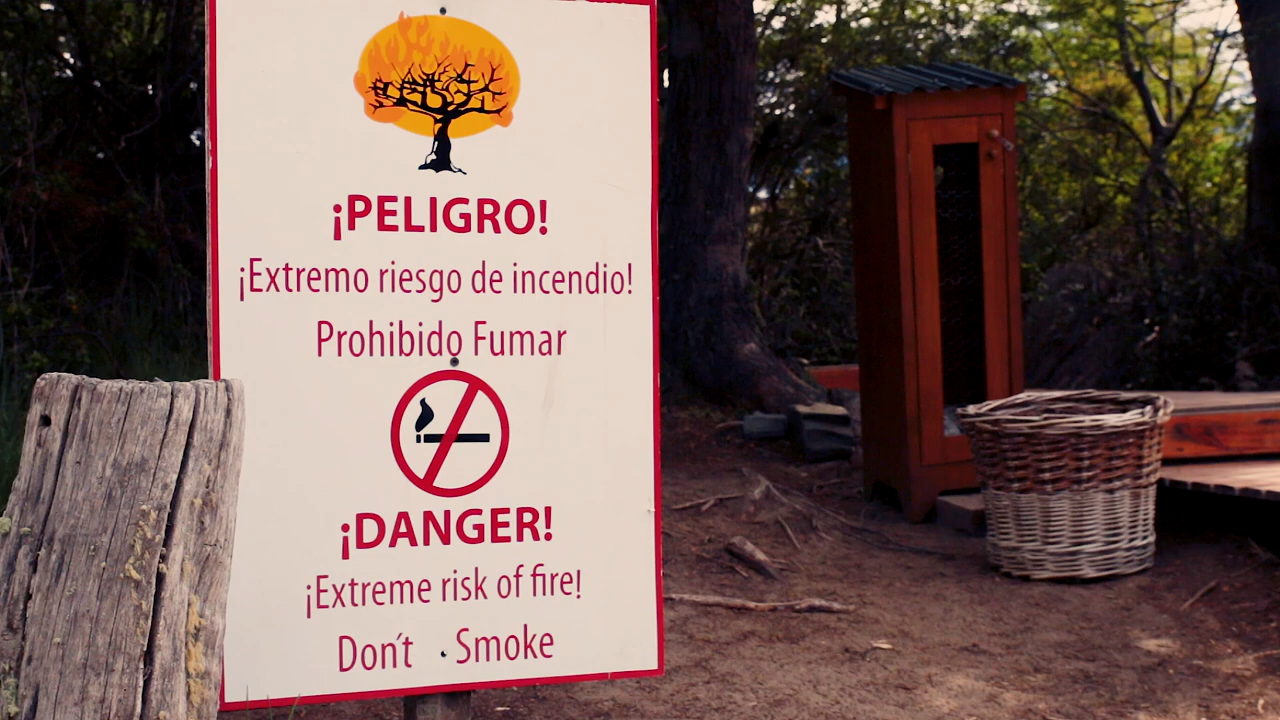 ¡PELIGRO!
¡Extremo riesgo de incendio!
Prohibido Fumar
¡DANGER!
¡Extreme risk of fire!
Don´t Smoke